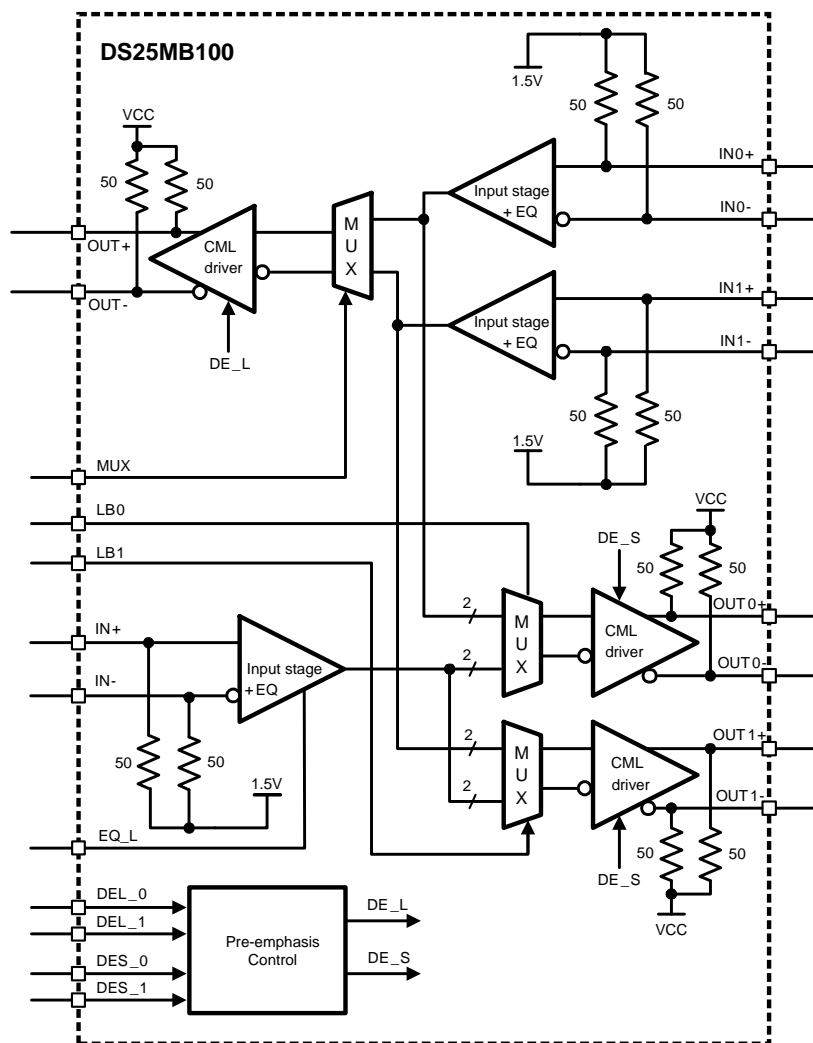 DS25MB100
1.5V
50
50
IN0+
IN0-
Input stage
+ EQ
VCC
50
50
OUT+
OUT-
CML
driver
DE_L
M
U
X
IN1+
IN1-
Input stage
+ EQ
50
50
1.5V
MUX
LB0
LB1
VCC
DE_S
50
50
2
2
M
U
X
CML
driver
OUT0+
OUT0-
IN+
IN-
Input stage
+EQ
50
50
1.5V
2
2
M
U
X
CML
driver
OUT1+
OUT1-
DE_S
50
50
VCC
EQ_L
DEL_0
DEL_1
DES_0
DES_1
Pre-emphasis
Control
DE_L
DE_S